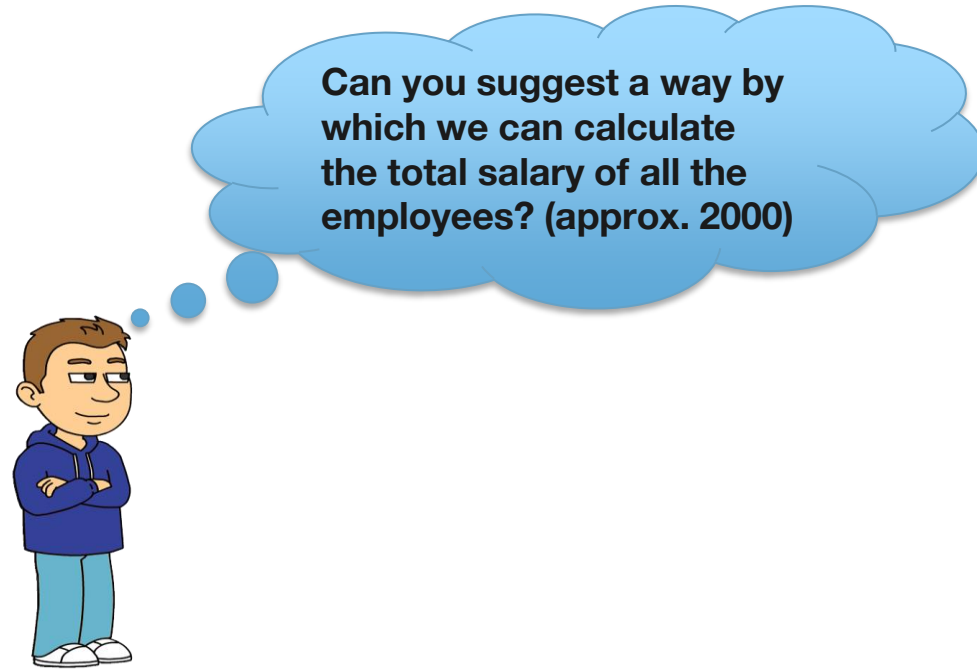 Can you suggest a way by
which we can calculate
the total salary of all the
employees? (approx. 2000)